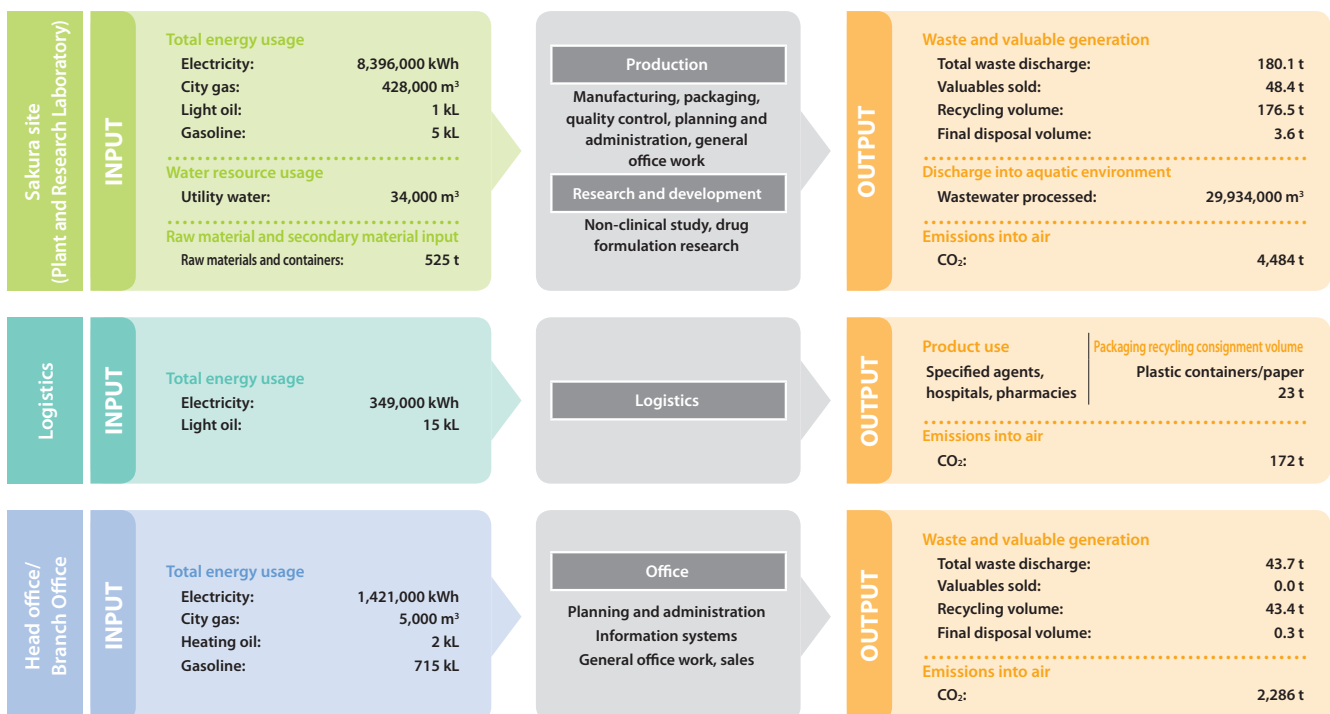 Sakura site
(Plant and Research Laboratory)
INPUT
Total energy usage
Electricity: 8,396,000 kWh
City gas: 428,000 m³
Light oil: 1 kL
Gasoline: 5 kL
Water resource usage
Utility water: 34,000 m³
Raw material and secondary material input
Raw materials and containers: 525 t
Production
Manufacturing, packaging,
quality control, planning and
administration, general
office work
Research and development
Non-clinical study, drug
formulation research
OUTPUT
Waste and valuable generation
Total waste discharge: 180.1 t
Valuables sold: 48.4 t
Recycling volume: 176.5 t
Final disposal volume: 3.6 t
Discharge into aquatic environment
Wastewater processed: 29,934,000 m³
Emissions into air
CO₂: 4,484 t
Logistics
INPUT
Total energy usage
Electricity: 349,000 kWh
Light oil: 15 kL
Logistics
OUTPUT
Product use
Specified agents,
hospitals, pharmacies
Packaging recycling consignment volume
Plastic containers/paper
23 t
Emissions into air
CO₂: 172 t
Head office/
Branch Office
INPUT
Total energy usage
Electricity: 1,421,000 kWh
City gas: 5,000 m³
Heating oil: 2 kL
Gasoline: 715 kL
Office
Planning and administration
Information systems
General office work, sales
OUTPUT
Waste and valuable generation
Total waste discharge: 43.7 t
Valuables sold: 0.0 t
Recycling volume: 43.4 t
Final disposal volume: 0.3 t
Emissions into air
CO₂: 2,286 t